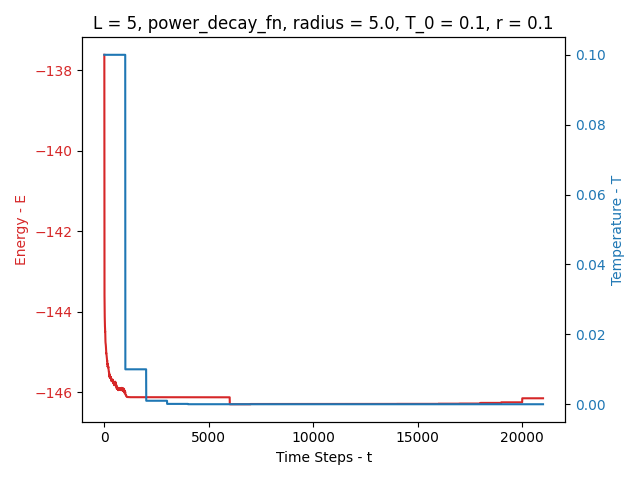 L = 5, power_decay_fn, radius = 5.0, T_0 = 0.1, r = 0.1
−138
−140
−142
−144
−146
Energy - E
0.10
0.08
0.06
0.04
0.02
0.00
Temperature - T
0 5000 10000 15000 20000
Time Steps - t